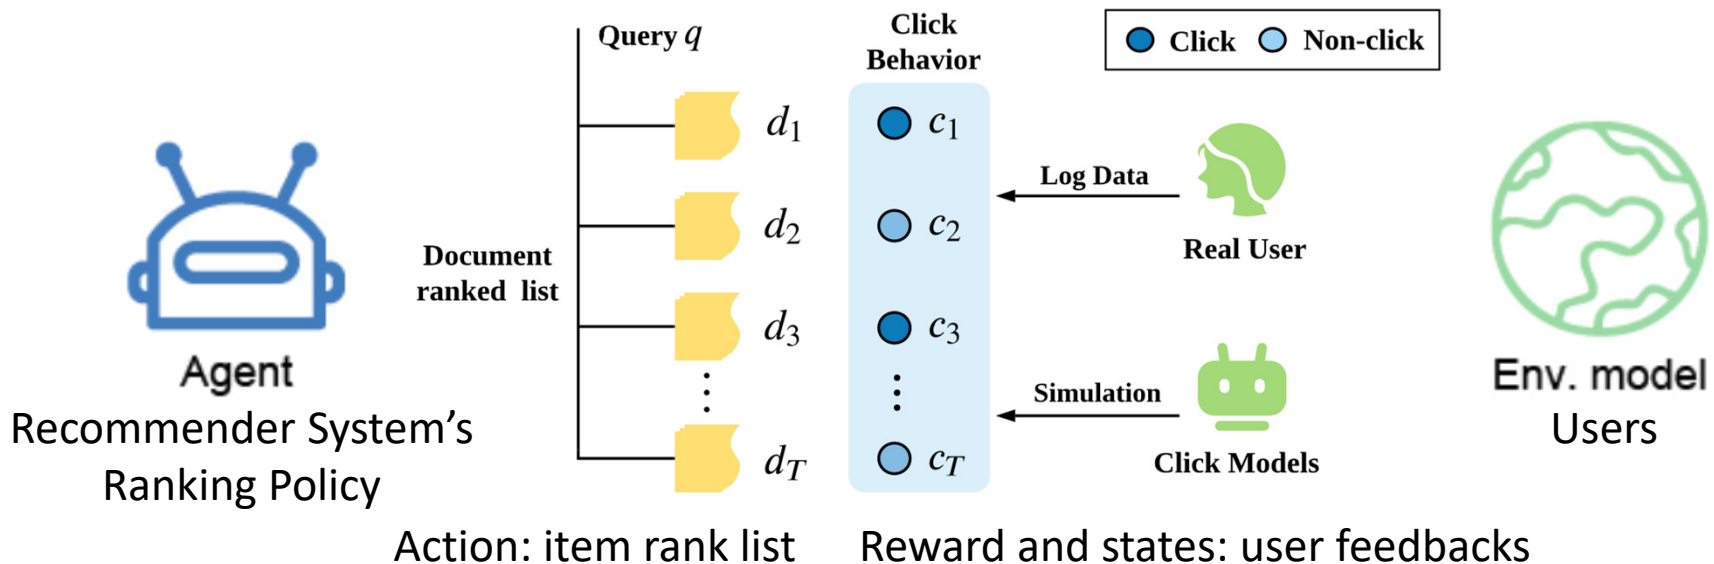 Query q
Click
Behavior
Click
Non-click
d1
c1
Log Data
d2
c2
Real User
Document
ranked list
d3
c3
Agent
Simulation
Env. model
Recommender System's
Ranking Policy
Users
dT
cT
Click Models
Action: item rank list
Reward and states: user feedbacks